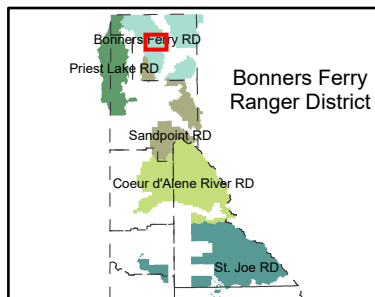 Bonners Ferry RD
Priest Lake RD
Bonners Ferry
Ranger District
Sandpoint RD
Coeur d'Alene River RD
St. Joe RD